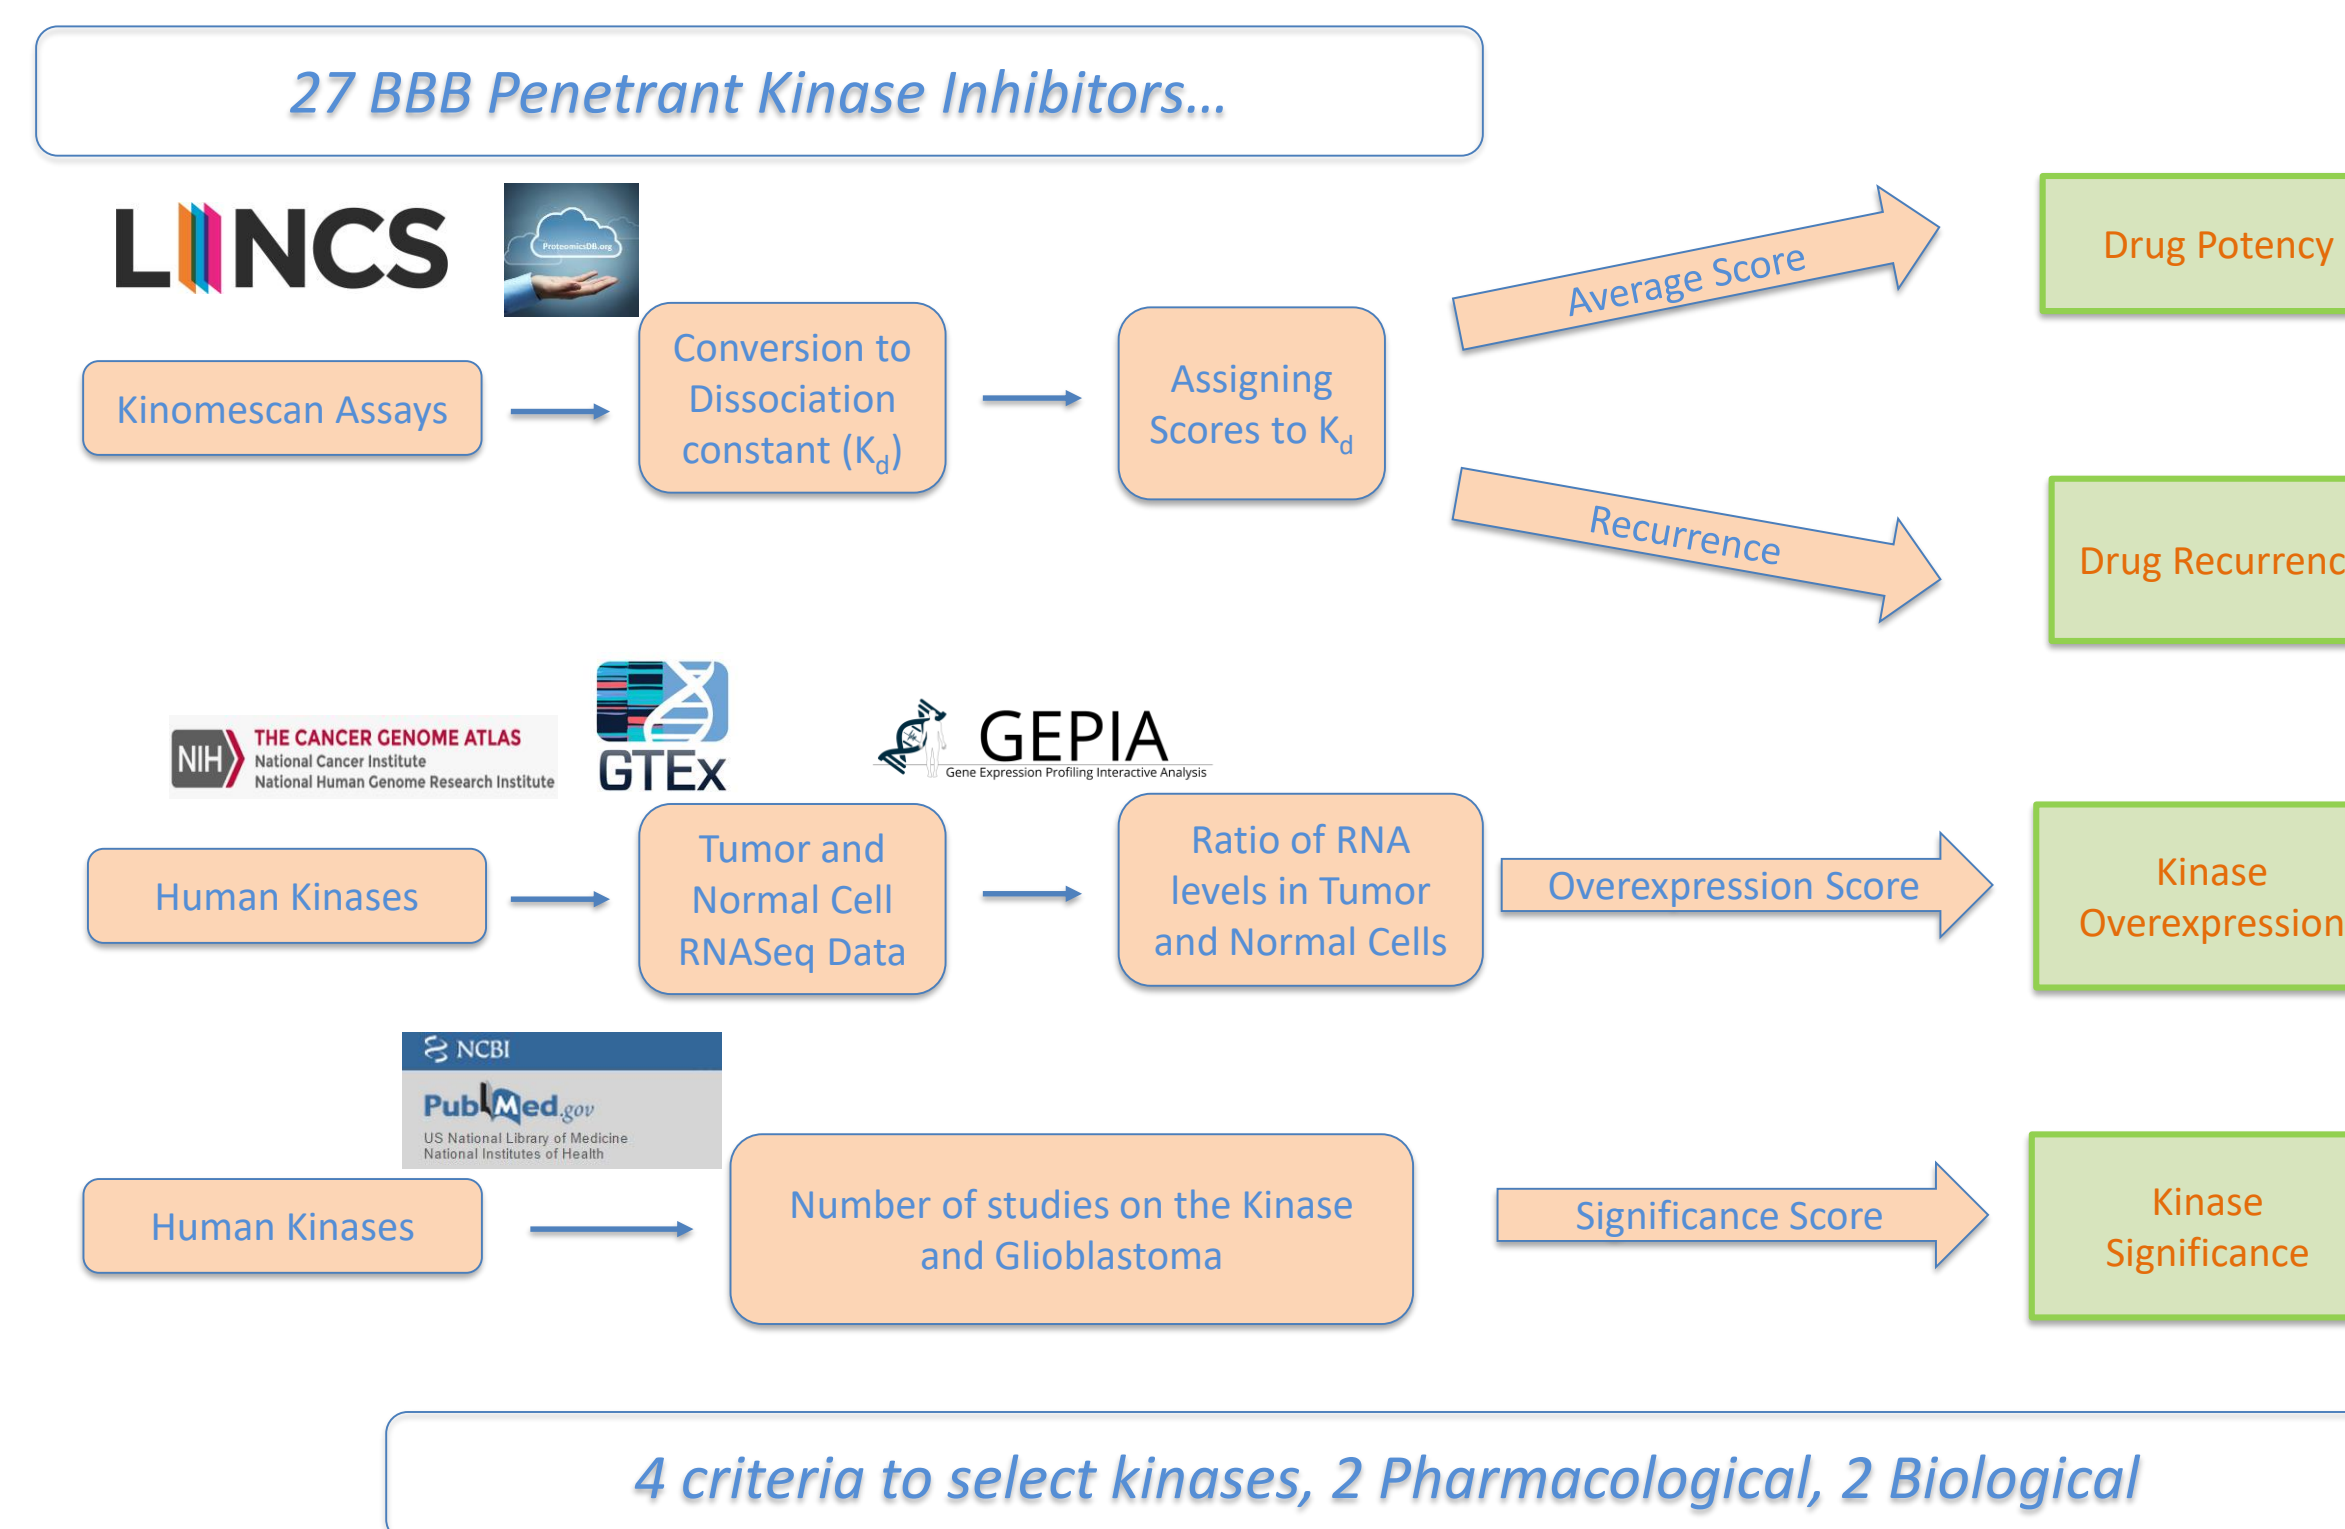 27 BBB Penetrant Kinase Inhibitors...
LINCS
ProteomicsDB.org
Kinomescan Assays
Conversion to
Dissociation
constant (Kd)
Assigning
Scores to Kd
Average Score
Drug Potency
Recurrence
Drug Recurrenc
NIH
THE CANCER GENOME ATLAS
National Cancer Institute
National Human Genome Research Institute
GTEx
GEPIA
Gene Expression Profiling Interactive Analysis
Human Kinases
Tumor and
Normal Cell
RNASeq Data
Ratio of RNA
levels in Tumor
and Normal Cells
Overexpression Score
Kinase
Overexpression
NCBI
PubMed.gov
US National Library of Medicine
National Institutes of Health
Human Kinases
Number of studies on the Kinase
and Glioblastoma
Significance Score
Kinase
Significance
4 criteria to select kinases, 2 Pharmacological, 2 Biological